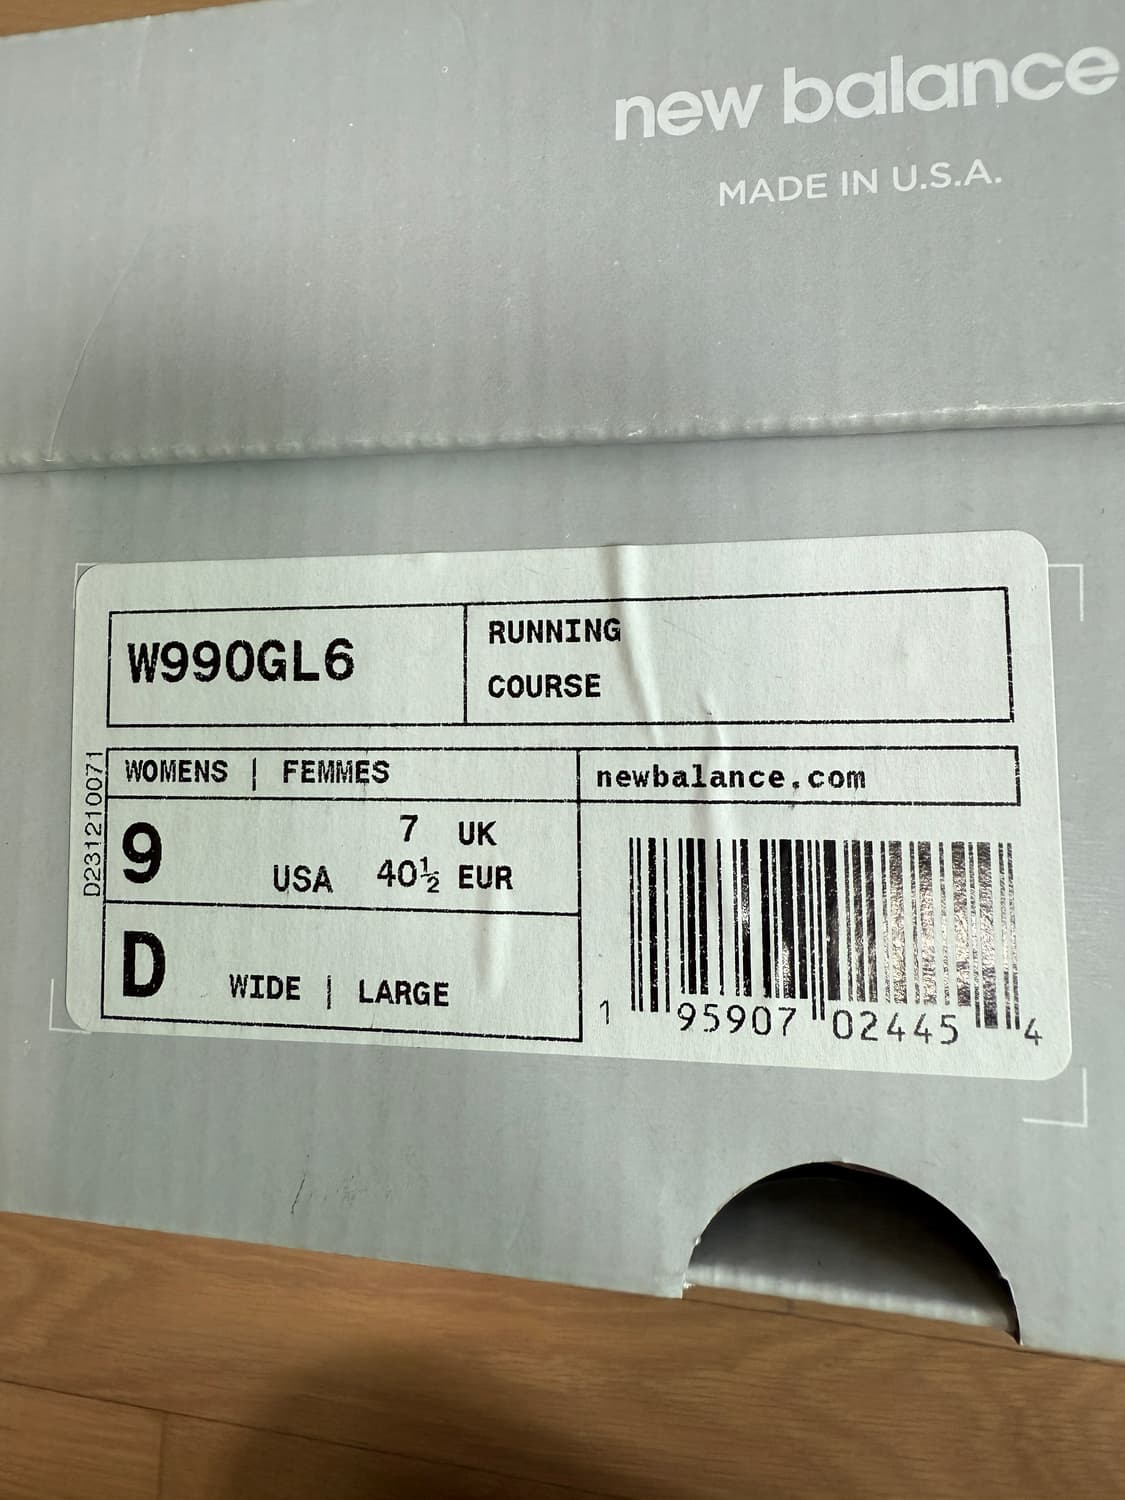 new balance
MADE IN U.S.A.
W990GL6
RUNNING
COURSE
D231210071
WOMENS | FEMMES
newbalance.com
9 USA 7 UK
40½ EUR
D WIDE | LARGE
1 95907 02445 4